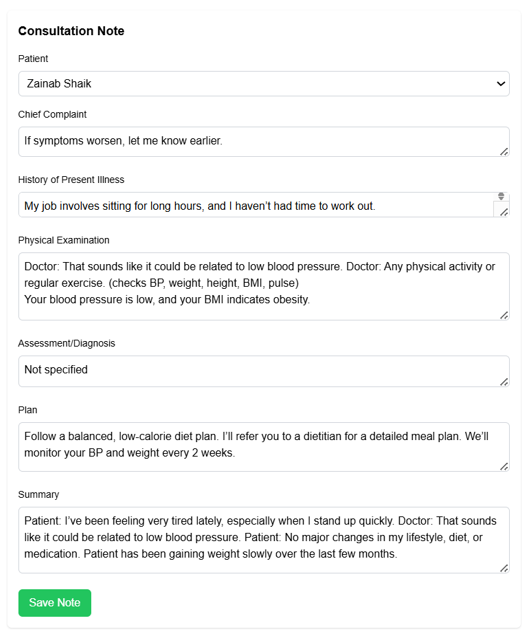 Consultation Note
Patient
Zainab Shaik
Chief Complaint
If symptoms worsen, let me know earlier.
History of Present Illness
My job involves sitting for long hours, and I haven’t had time to work out.
Physical Examination
Doctor: That sounds like it could be related to low blood pressure. Doctor: Any physical activity or
regular exercise. (checks BP, weight, height, BMI, pulse)
Your blood pressure is low, and your BMI indicates obesity.
Assessment/Diagnosis
Not specified
Plan
Follow a balanced, low-calorie diet plan. I’ll refer you to a dietitian for a detailed meal plan. We’ll
monitor your BP and weight every 2 weeks.
Summary
Patient: I’ve been feeling very tired lately, especially when I stand up quickly. Doctor: That sounds
like it could be related to low blood pressure. Patient: No major changes in my lifestyle, diet, or
medication. Patient has been gaining weight slowly over the last few months.
Save Note